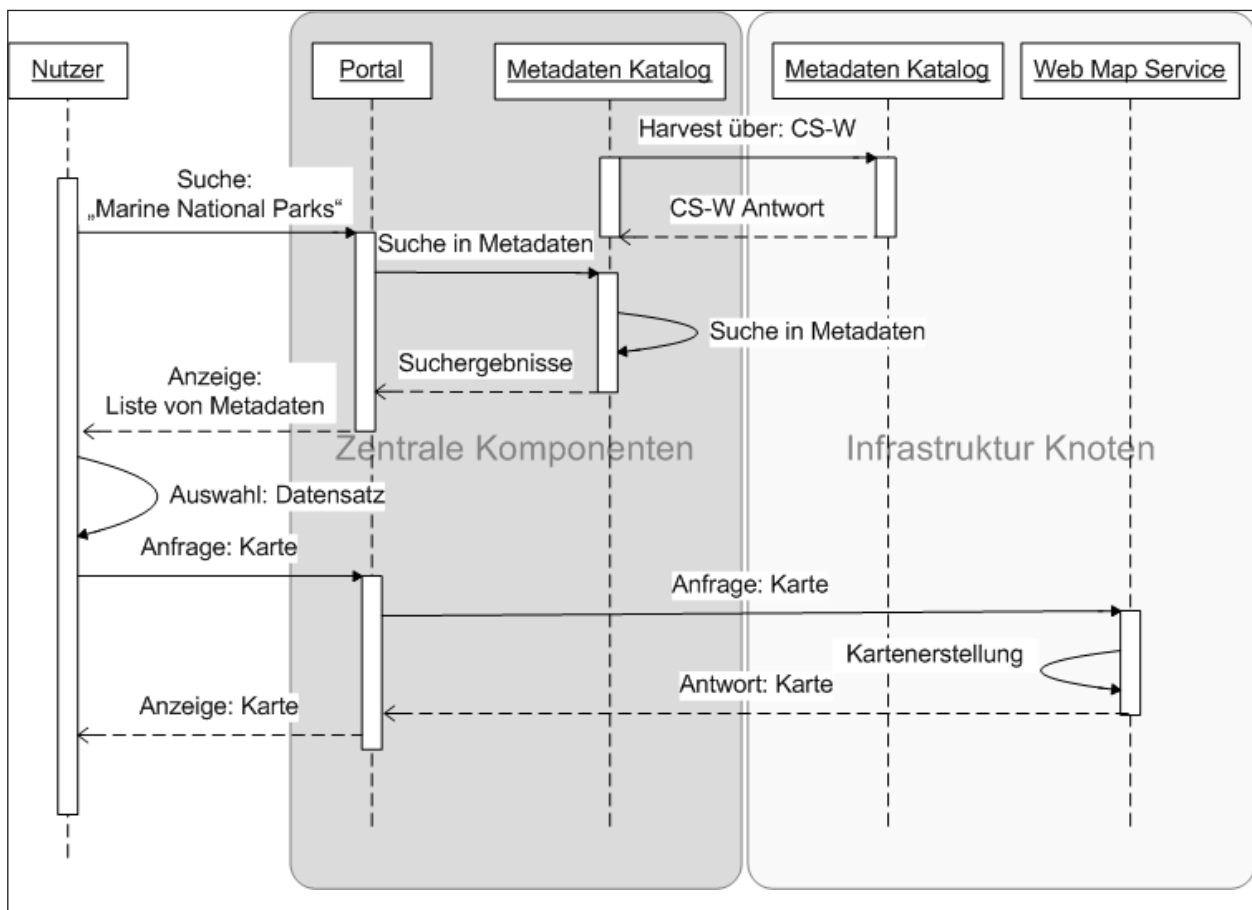 Nutzer
Portal
Metadaten Katalog
Metadaten Katalog
Web Map Service
Harvest über: CS-W
Suche:
„Marine National Parks“
CS-W Antwort
Suche in Metadaten
Suche in Metadaten
Suchergebnisse
Anzeige:
Liste von Metadaten
Zentrale Komponenten
Infrastruktur Knoten
Auswahl: Datensatz
Anfrage: Karte
Anfrage: Karte
Kartenerstellung
Antwort: Karte
Anzeige: Karte